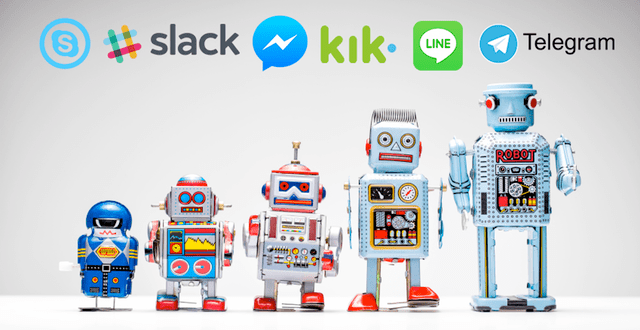 S
slack
kik
LINE
Telegram
ROBOT